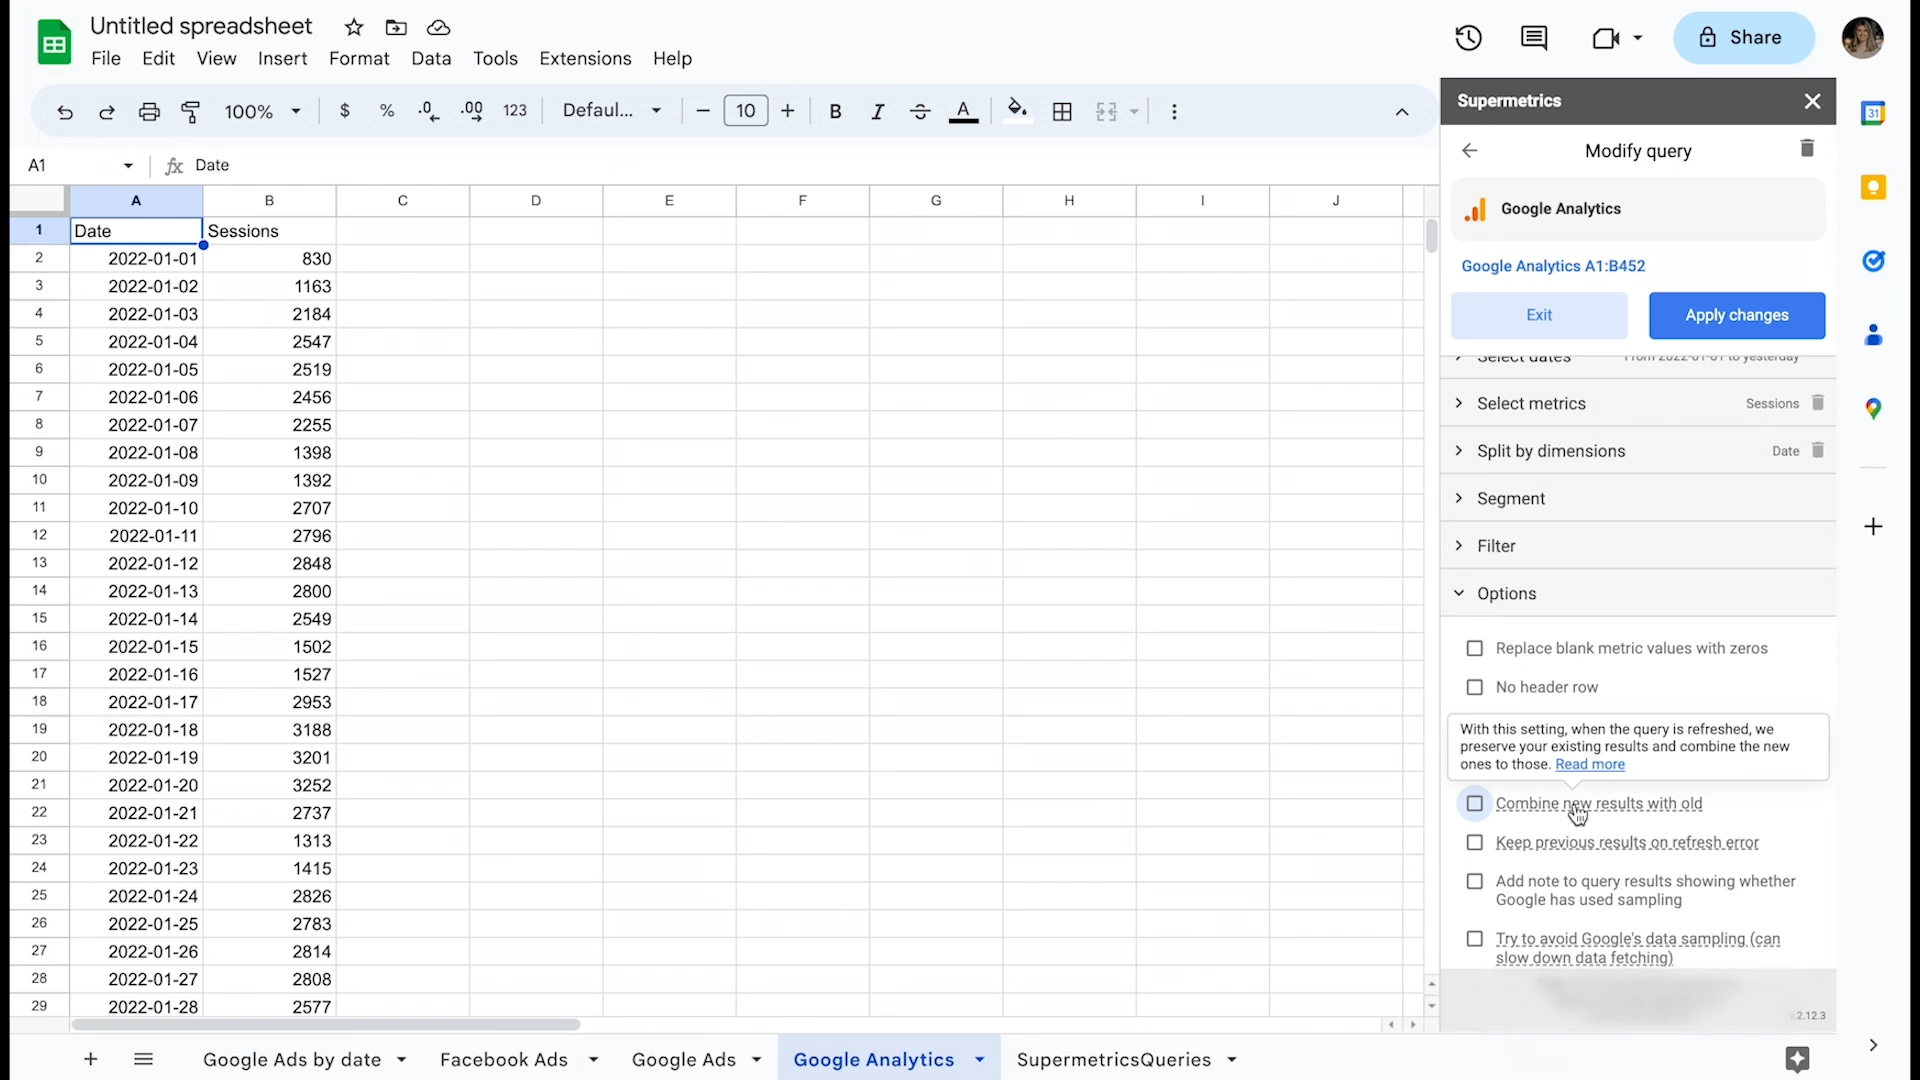 Untitled spreadsheet
File Edit View Insert Format Data Tools Extensions Help
Share
100% $ % .0 .00 123 Defaul... 10 B I S A
A1 fx Date
A B C D E F G H I J
1 Date Sessions
2 2022-01-01 830
3 2022-01-02 1163
4 2022-01-03 2184
5 2022-01-04 2547
6 2022-01-05 2519
7 2022-01-06 2456
8 2022-01-07 2255
9 2022-01-08 1398
10 2022-01-09 1392
11 2022-01-10 2707
12 2022-01-11 2796
13 2022-01-12 2848
14 2022-01-13 2800
15 2022-01-14 2549
16 2022-01-15 1502
17 2022-01-16 1527
18 2022-01-17 2953
19 2022-01-18 3188
20 2022-01-19 3201
21 2022-01-20 3252
22 2022-01-21 2737
23 2022-01-22 1313
24 2022-01-23 1415
25 2022-01-24 2826
26 2022-01-25 2783
27 2022-01-26 2814
28 2022-01-27 2808
29 2022-01-28 2577
Supermetrics
Modify query
Google Analytics
Google Analytics A1:B452
Exit Apply changes
Select dates From 2022-01-01 to yesterday
Select metrics Sessions
Split by dimensions Date
Segment
Filter
Options
Replace blank metric values with zeros
No header row
With this setting, when the query is refreshed, we
preserve your existing results and combine the new
ones to those. Read more
Combine new results with old
Keep previous results on refresh error
Add note to query results showing whether
Google has used sampling
Try to avoid Google's data sampling (can
slow down data fetching)
v.2.12.3
31
Google Ads by date Facebook Ads Google Ads Google Analytics SupermetricsQueries